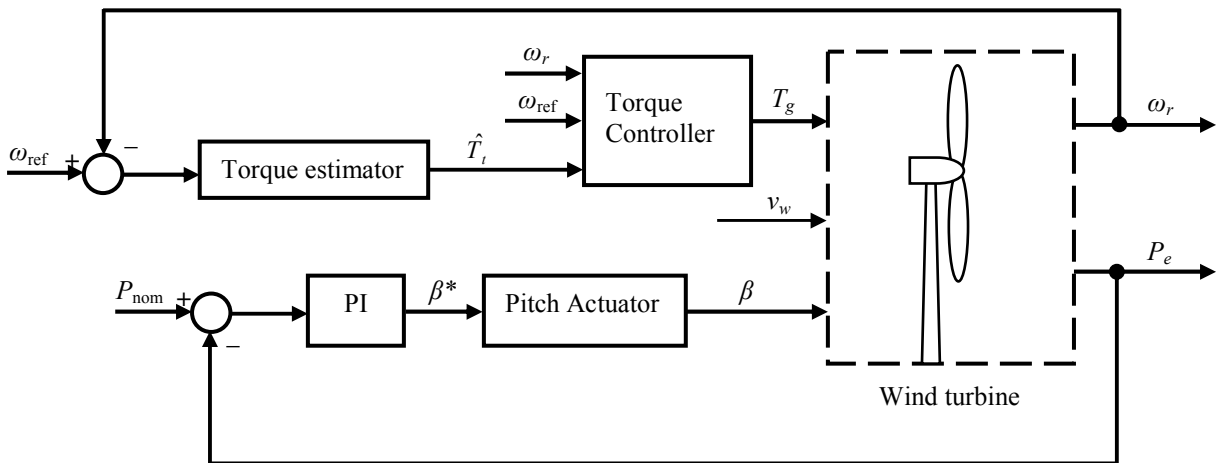 ω_r
ω_ref
Torque
Controller
T_g
ω_r
ω_ref
+
−
Torque estimator
T̂_t
v_w
P_e
P_nom
+
−
PI
β*
Pitch Actuator
β
Wind turbine